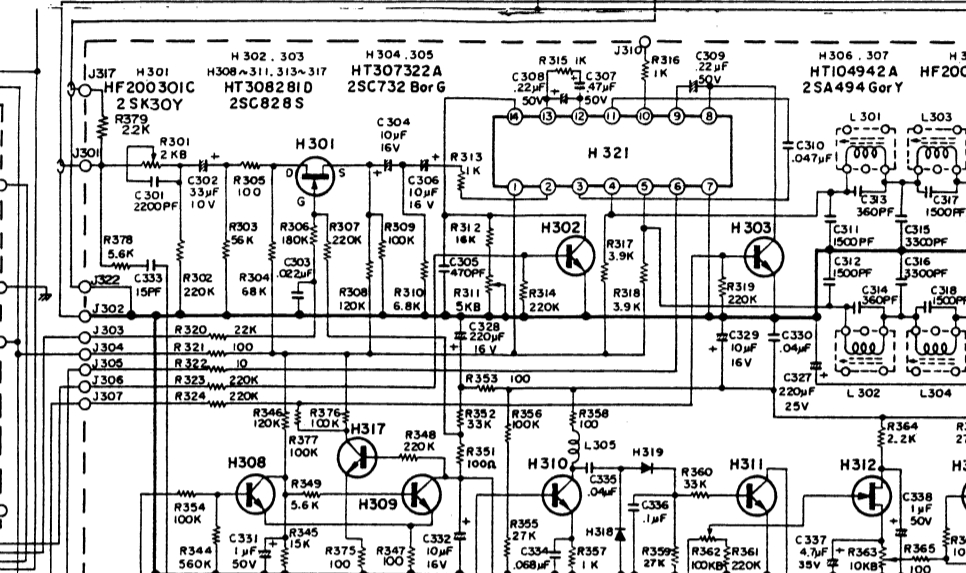 J317
H301
HF200301C
2SK30Y
H302 . 303
H308~311, 313~317
HT308281D
2SC828S
H304.305
HT307322A
2SC732 BorG
J310
R315 1K
C308
.22µF
50V
C307
.47µF
50V
R316
1K
C309
.22µF
50V
H306 . 307
HT104942A
2SA494 GorY
R379
22K
J301
R301
2KB
C301
2200PF
C302
33µF
10V
R305
100
H301
D
S
G
C304
10µF
16V
C306
10µF
16V
R313
1K
14
13
12
11
10
9
8
H321
1
2
3
4
5
6
7
C310
.047µF
L301
L303
C313
360PF
C317
1500PF
C311
1500PF
C315
3300PF
C312
1500PF
C316
3300PF
C314
360PF
C318
1500PF
L302
L304
R378
5.6K
C333
15PF
R302
220K
R303
56K
R304
68K
R306
180K
C303
.022µF
R307
220K
R308
120K
R309
100K
R310
6.8K
R312
16K
C305
470PF
R311
5KB
H302
R314
220K
R317
3.9K
R318
3.9K
H303
R319
220K
C328
220µF
16V
C329
10µF
16V
C330
.04µF
C327
220µF
25V
J322
J302
J303
R320
22K
J304
R321
100
J305
R322
10
J306
R323
220K
J307
R324
220K
R353
100
R346
120K
R376
100K
R377
100K
H317
R348
220K
R352
33K
R351
100Ω
R356
100K
R358
100
L305
H308
R349
5.6K
H309
H310
C335
.04µF
H319
R360
33K
H311
H312
R364
2.2K
R354
100K
R344
560K
C331
1µF
50V
R345
15K
R375
100
R347
100
C332
10µF
16V
R355
27K
C334
.068µF
R357
1K
H318
C336
.1µF
R359
27K
R362
100KB
R361
220K
C337
4.7µF
35V
R363
10KB
C338
1µF
50V
R365
100